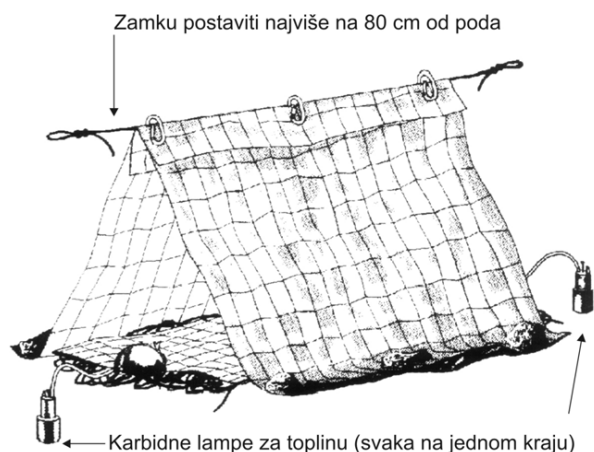 Zamku postaviti najviše na 80 cm od poda
Karbidne lampe za toplinu (svaka na jednom kraju)